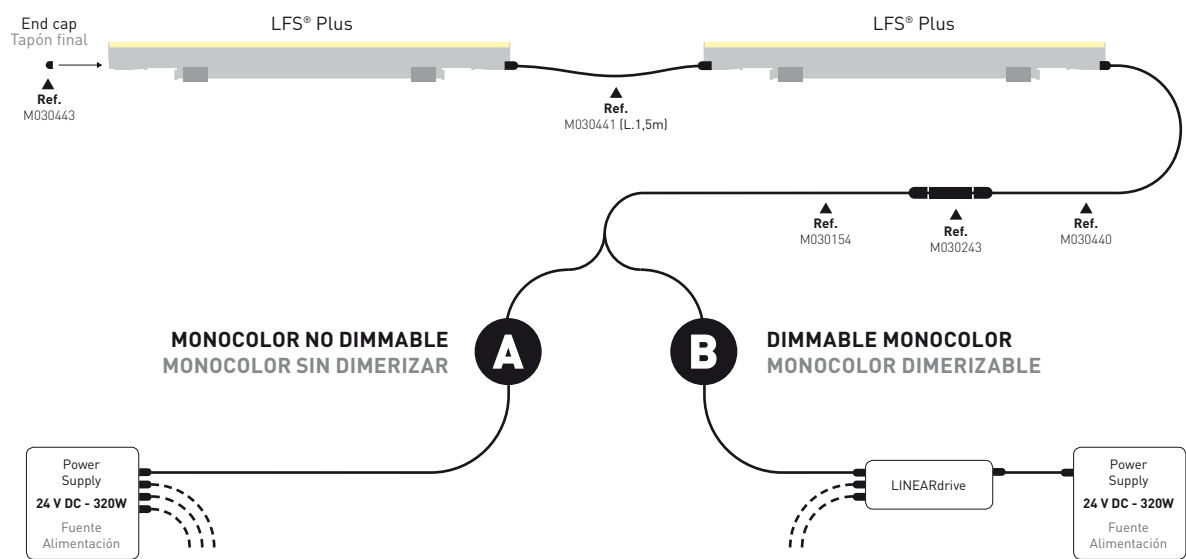 End cap
Tapón final
LFS® Plus
LFS® Plus
Ref.
M030443
Ref.
M030441 (L.1,5m)
Ref.
M030154
Ref.
M030243
Ref.
M030440
MONOCOLOR NO DIMMABLE
MONOCOLOR SIN DIMERIZAR
A
B
DIMMABLE MONOCOLOR
MONOCOLOR DIMERIZABLE
Power
Supply
24 V DC - 320W
Fuente
Alimentación
LINEARdrive
Power
Supply
24 V DC - 320W
Fuente
Alimentación